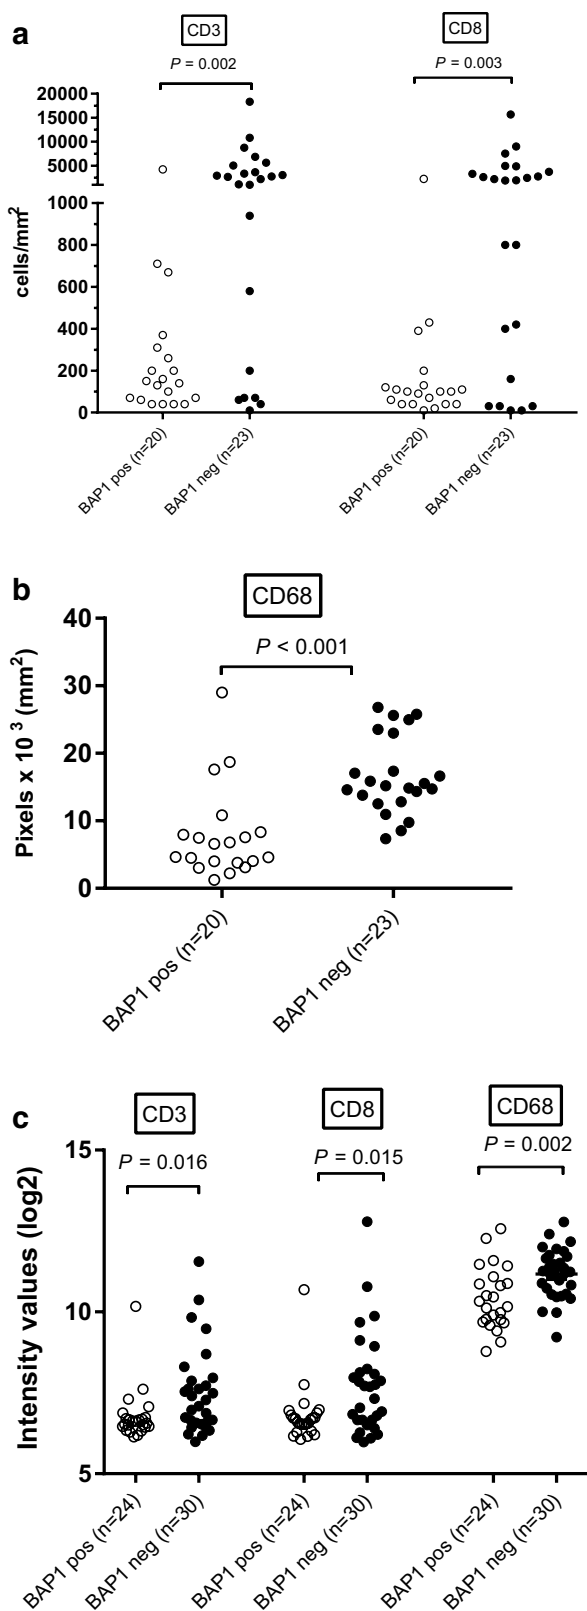 a
CD3
CD8
P = 0.002
P = 0.003
20000
15000
10000
5000
1000
800
600
400
200
0
cells/mm2
BAP1 pos (n=20)
BAP1 neg (n=23)
BAP1 pos (n=20)
BAP1 neg (n=23)
b
CD68
P < 0.001
40
30
20
10
0
Pixels x 10 3 (mm2)
BAP1 pos (n=20)
BAP1 neg (n=23)
c
CD3
CD8
CD68
P = 0.016
P = 0.015
P = 0.002
15
10
5
Intensity values (log2)
BAP1 pos (n=24)
BAP1 neg (n=30)
BAP1 pos (n=24)
BAP1 neg (n=30)
BAP1 pos (n=24)
BAP1 neg (n=30)